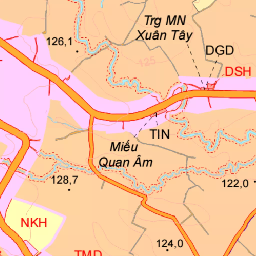 Trg MN
Xuân Tây
126,1
DGD
DSH
TIN
Miếu
Quan Âm
128,7
122,0
NKH
124,0
TMD